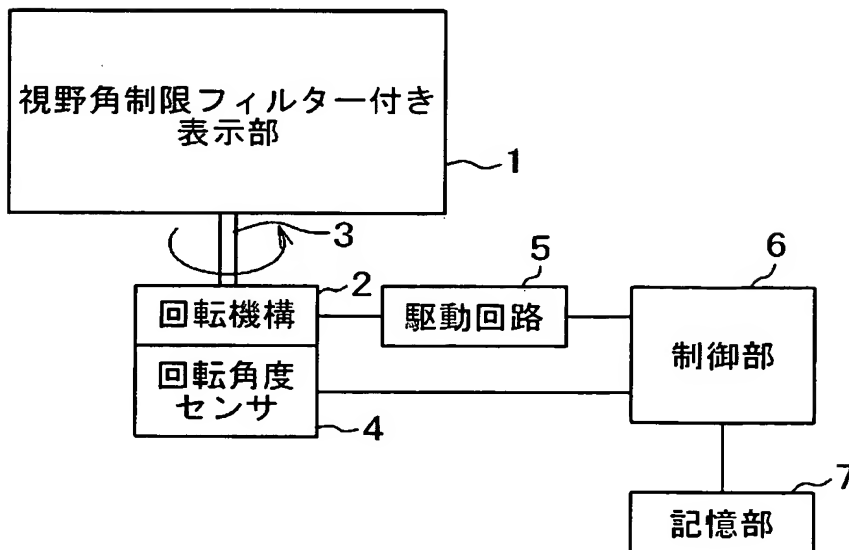 視野角制限フィルター付き
表示部
1
3
2
5
6
回転機構
駆動回路
制御部
回転角度
センサ
4
7
記憶部